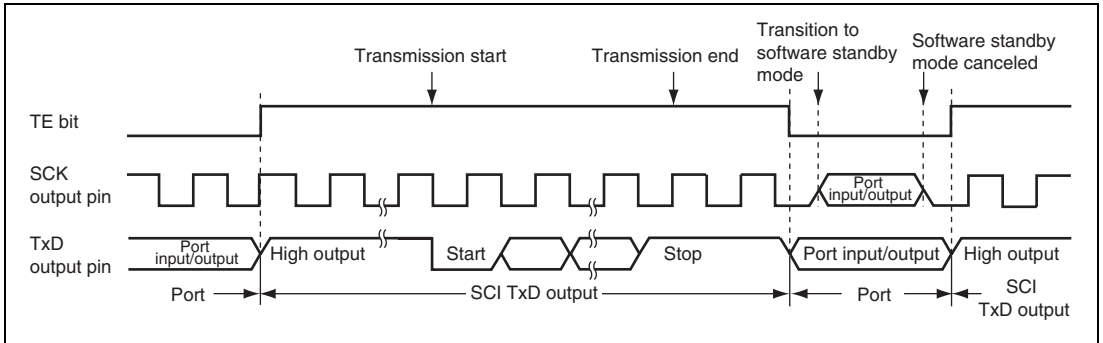 Transmission start
Transmission end
Transition to
software standby
mode
Software standby
mode canceled
TE bit
SCK
output pin
Port
input/output
TxD
output pin
Port
input/output
High output
Start
Stop
Port input/output
High output
Port
SCI TxD output
Port
SCI
TxD output